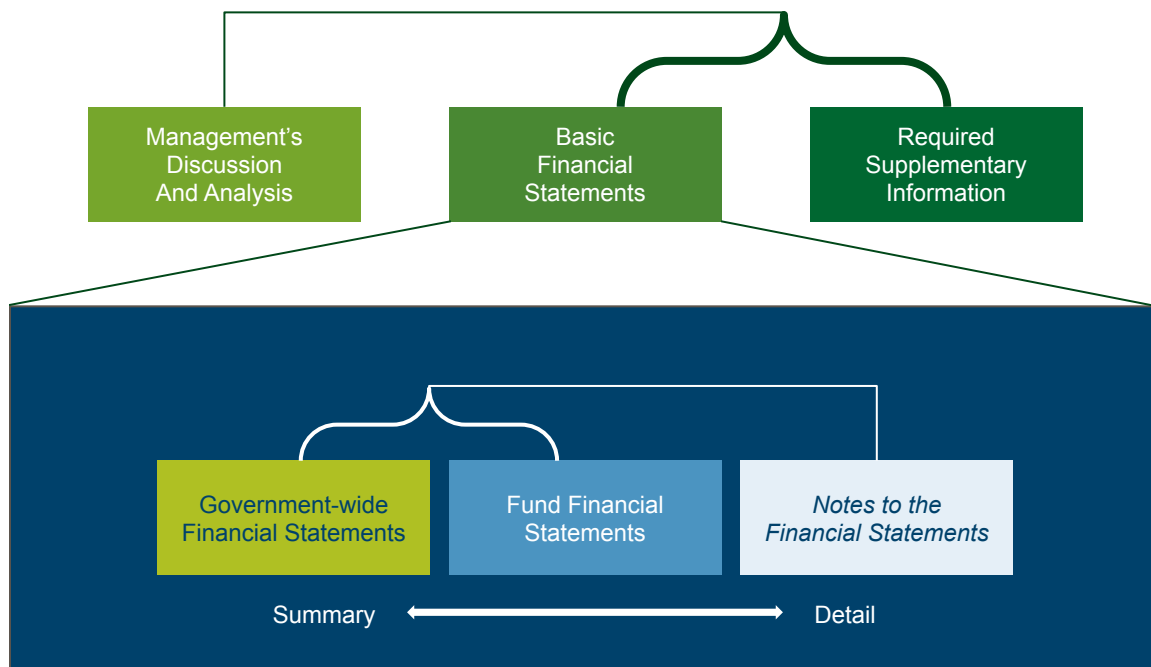 Management’s
Discussion
And Analysis
Basic
Financial
Statements
Required
Supplementary
Information
Government-wide
Financial Statements
Fund Financial
Statements
Notes to the
Financial Statements
Summary
Detail